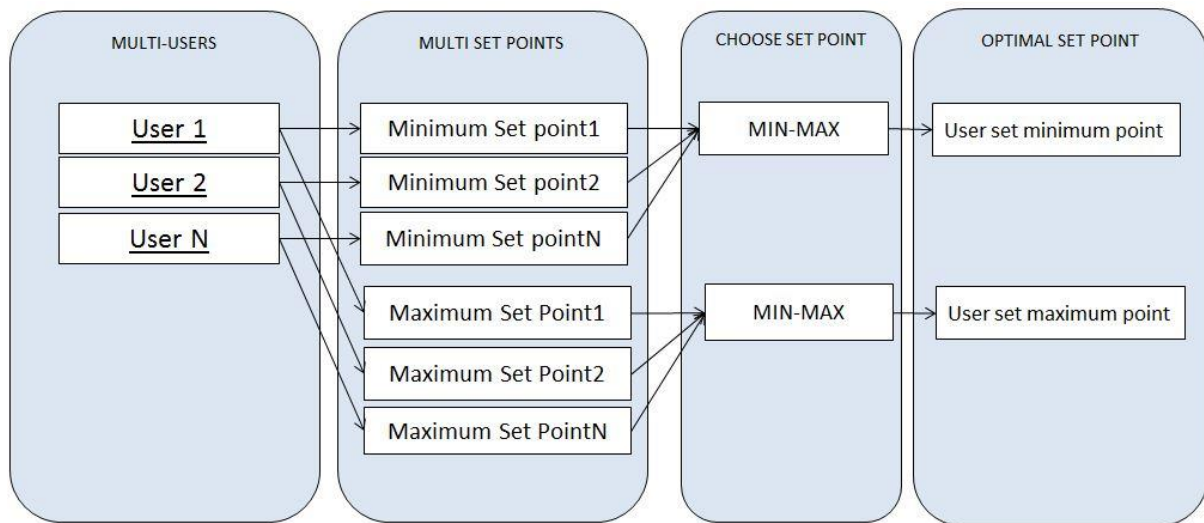 MULTI-USERS
User 1
User 2
User N
MULTI SET POINTS
Minimum Set point1
Minimum Set point2
Minimum Set pointN
Maximum Set Point1
Maximum Set Point2
Maximum Set PointN
CHOOSE SET POINT
MIN-MAX
MIN-MAX
OPTIMAL SET POINT
User set minimum point
User set maximum point